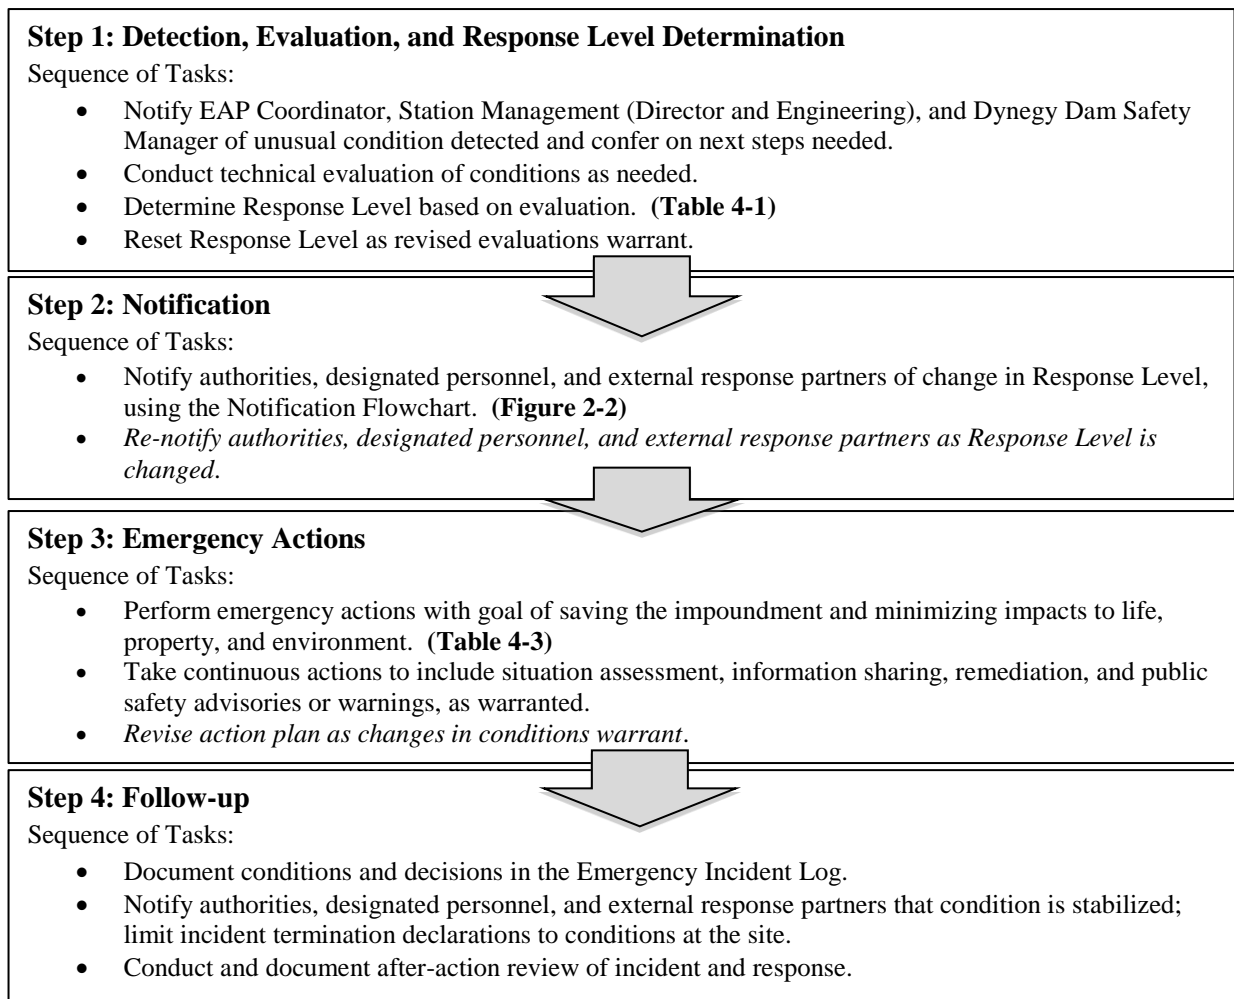 Step 1: Detection, Evaluation, and Response Level Determination
Sequence of Tasks:
• Notify EAP Coordinator, Station Management (Director and Engineering), and Dynegy Dam Safety
Manager of unusual condition detected and confer on next steps needed.
• Conduct technical evaluation of conditions as needed.
• Determine Response Level based on evaluation. (Table 4-1)
• Reset Response Level as revised evaluations warrant.
Step 2: Notification
Sequence of Tasks:
• Notify authorities, designated personnel, and external response partners of change in Response Level,
using the Notification Flowchart. (Figure 2-2)
• Re-notify authorities, designated personnel, and external response partners as Response Level is
changed.
Step 3: Emergency Actions
Sequence of Tasks:
• Perform emergency actions with goal of saving the impoundment and minimizing impacts to life,
property, and environment. (Table 4-3)
• Take continuous actions to include situation assessment, information sharing, remediation, and public
safety advisories or warnings, as warranted.
• Revise action plan as changes in conditions warrant.
Step 4: Follow-up
Sequence of Tasks:
• Document conditions and decisions in the Emergency Incident Log.
• Notify authorities, designated personnel, and external response partners that condition is stabilized;
limit incident termination declarations to conditions at the site.
• Conduct and document after-action review of incident and response.